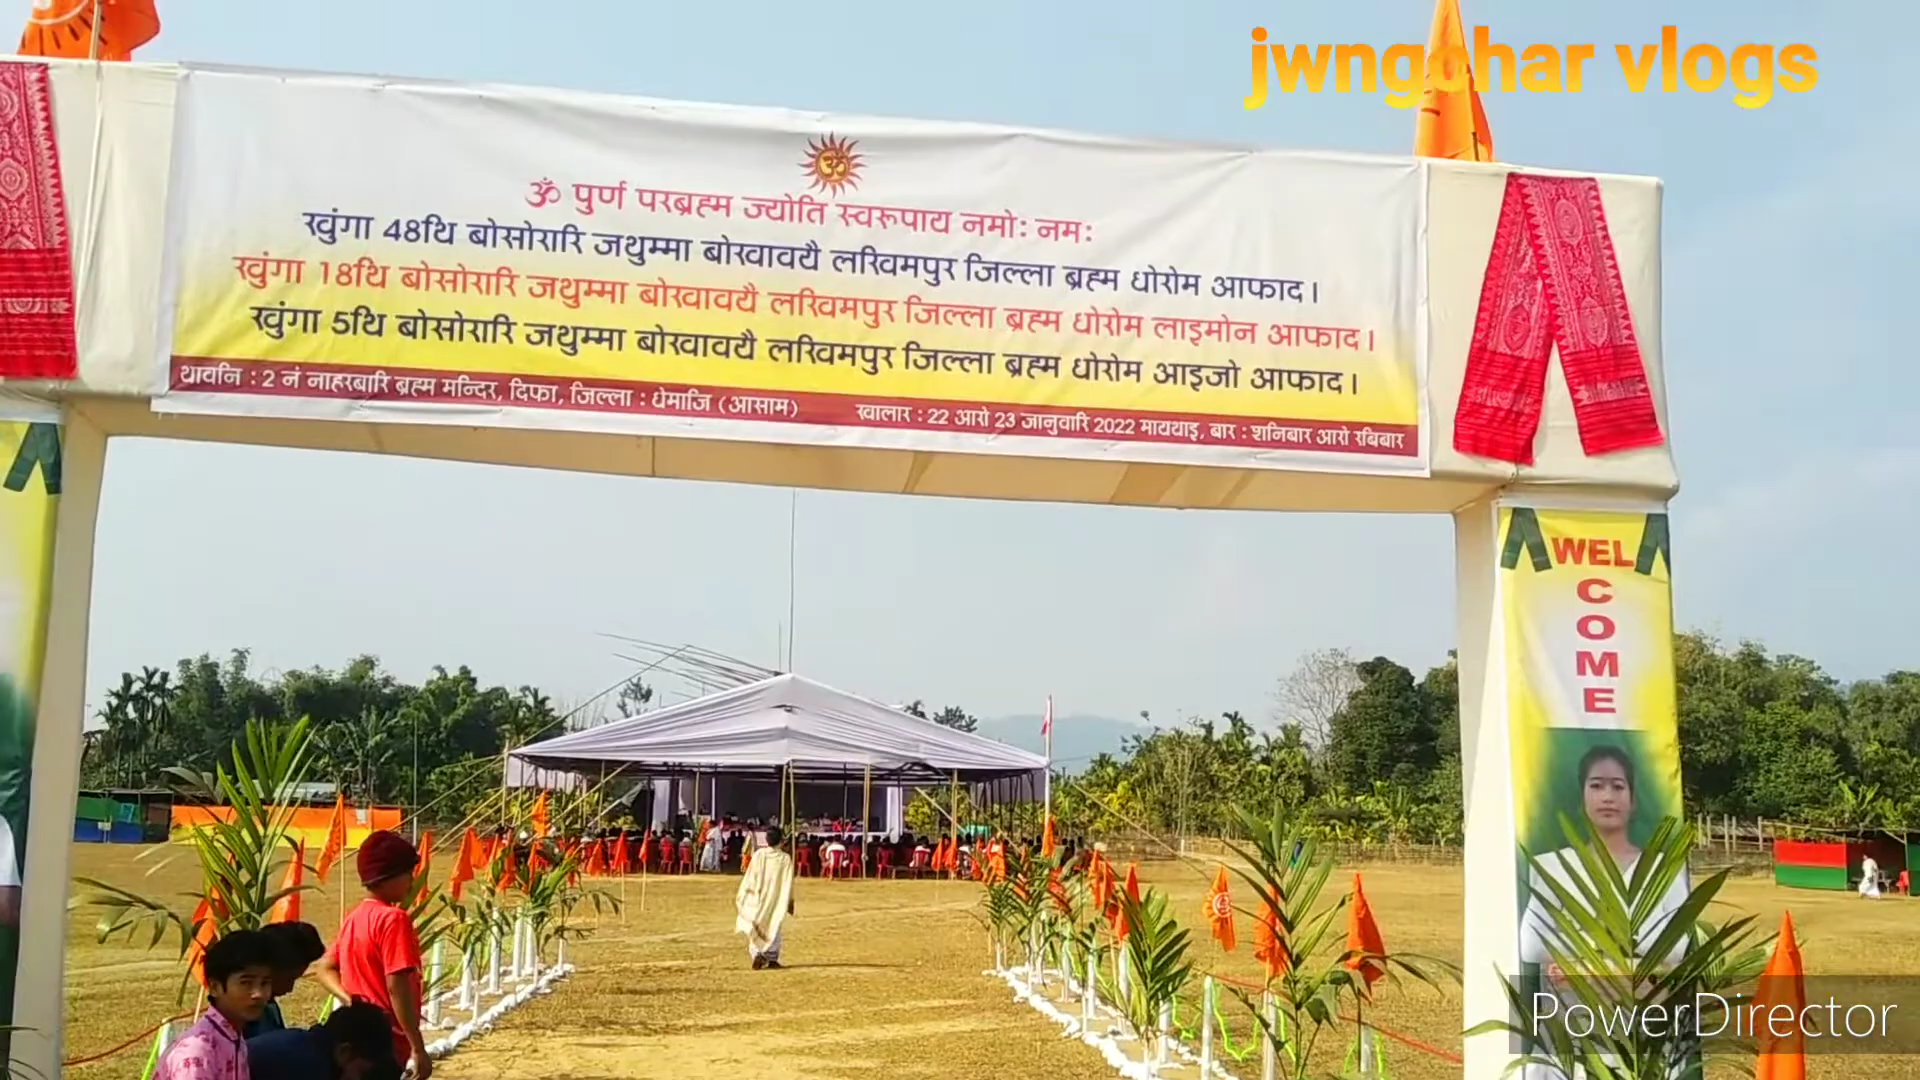 jwngchar vlogs
ॐ
ॐ पुर्ण परब्रह्म ज्योति स्वरूपाय नमोः नमः
खुंगा 48थि बोसोरारि जथुम्मा बोरवावयै लखिमपुर जिल्ला ब्रह्म धोरोम आफाद।
खुंगा 18थि बोसोरारि जथुम्मा बोरवावयै लखिमपुर जिल्ला ब्रह्म धोरोम लाइमोन आफाद।
खुंगा 5थि बोसोरारि जथुम्मा बोरवावयै लखिमपुर जिल्ला ब्रह्म धोरोम आइजो आफाद।
थावनि : 2 नं नाहरबारि ब्रह्म मन्दिर, दिफा, जिल्ला : धेमाजि (आसाम) खालार : 22 आरो 23 जानुवारि 2022 मायथाइ, बार : शनिबार आरो रबिबार
WEL
C
O
M
E
PowerDirector